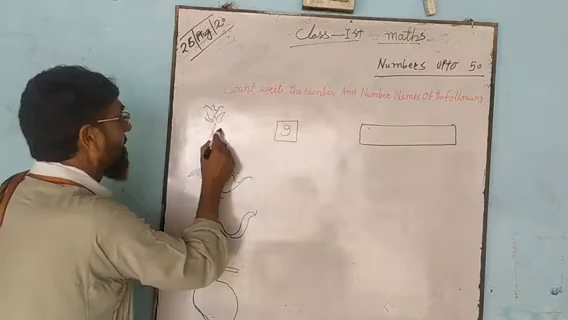 25/Aug/20
Class-Ist maths
Numbers upto 50
Count write the Number And Number Names Of the following
9